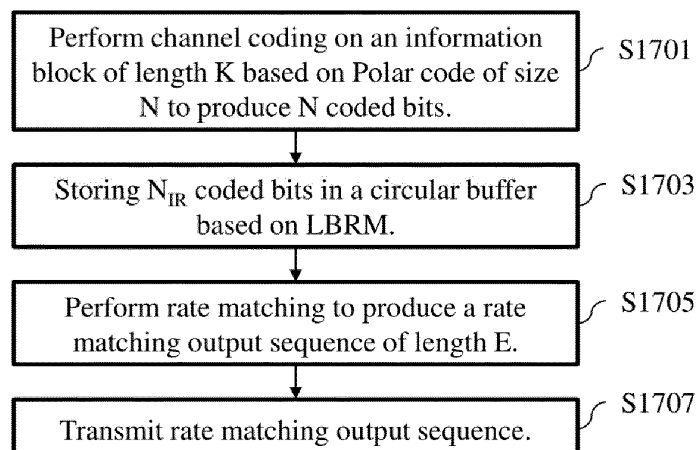 Perform channel coding on an information
block of length K based on Polar code of size
N to produce N coded bits.
S1701
Storing N_IR coded bits in a circular buffer
based on LBRM.
S1703
Perform rate matching to produce a rate
matching output sequence of length E.
S1705
Transmit rate matching output sequence.
S1707